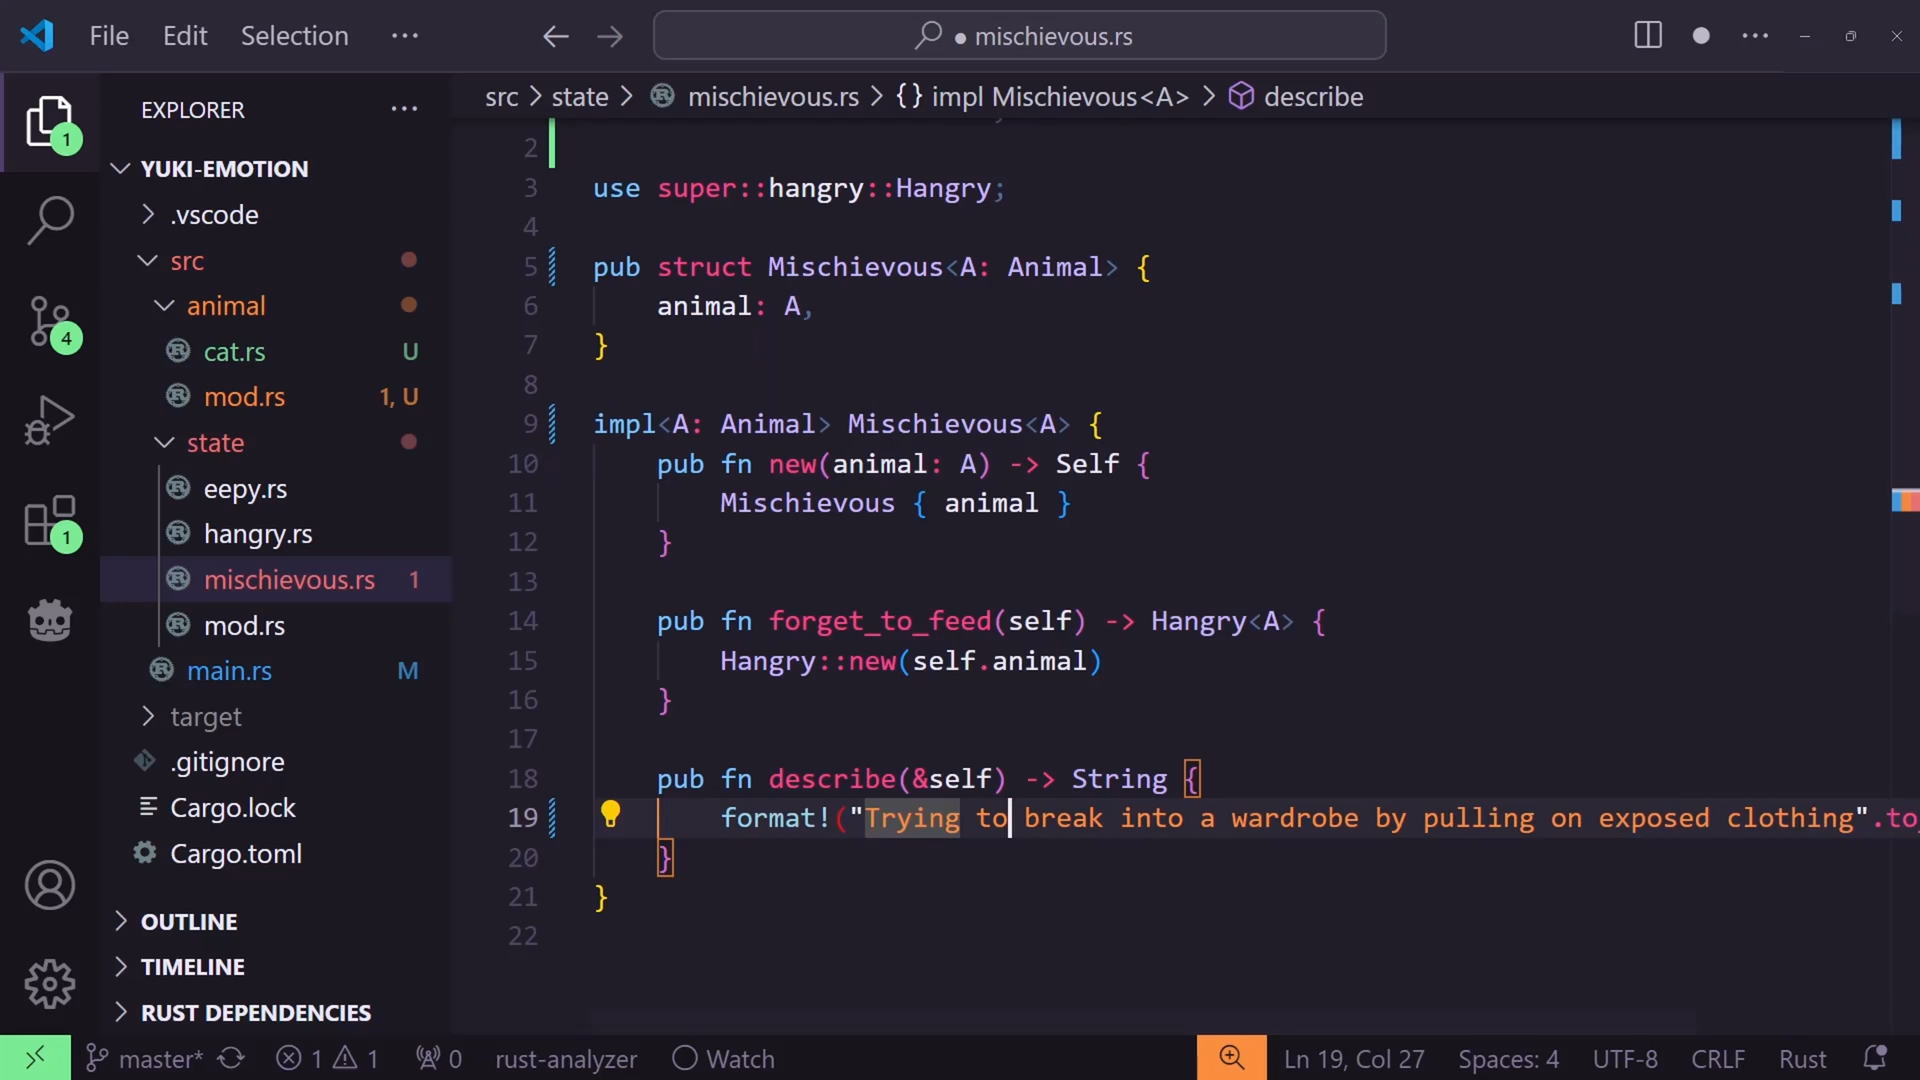 File Edit Selection ···
● mischievous.rs
EXPLORER ···
src > state > mischievous.rs > {} impl Mischievous<A> > describe
1
YUKI-EMOTION
.vscode
src
animal
cat.rs U
mod.rs 1, U
state
eepy.rs
hangry.rs
mischievous.rs 1
mod.rs
main.rs M
target
.gitignore
Cargo.lock
Cargo.toml
OUTLINE
TIMELINE
RUST DEPENDENCIES
4
1
2
3 use super::hangry::Hangry;
4
5 pub struct Mischievous<A: Animal> {
6 animal: A,
7 }
8
9 impl<A: Animal> Mischievous<A> {
10 pub fn new(animal: A) -> Self {
11 Mischievous { animal }
12 }
13
14 pub fn forget_to_feed(self) -> Hangry<A> {
15 Hangry::new(self.animal)
16 }
17
18 pub fn describe(&self) -> String {
19 format!("Trying to break into a wardrobe by pulling on exposed clothing".to
20 }
21 }
22
master* 1 1 0 rust-analyzer Watch Ln 19, Col 27 Spaces: 4 UTF-8 CRLF Rust